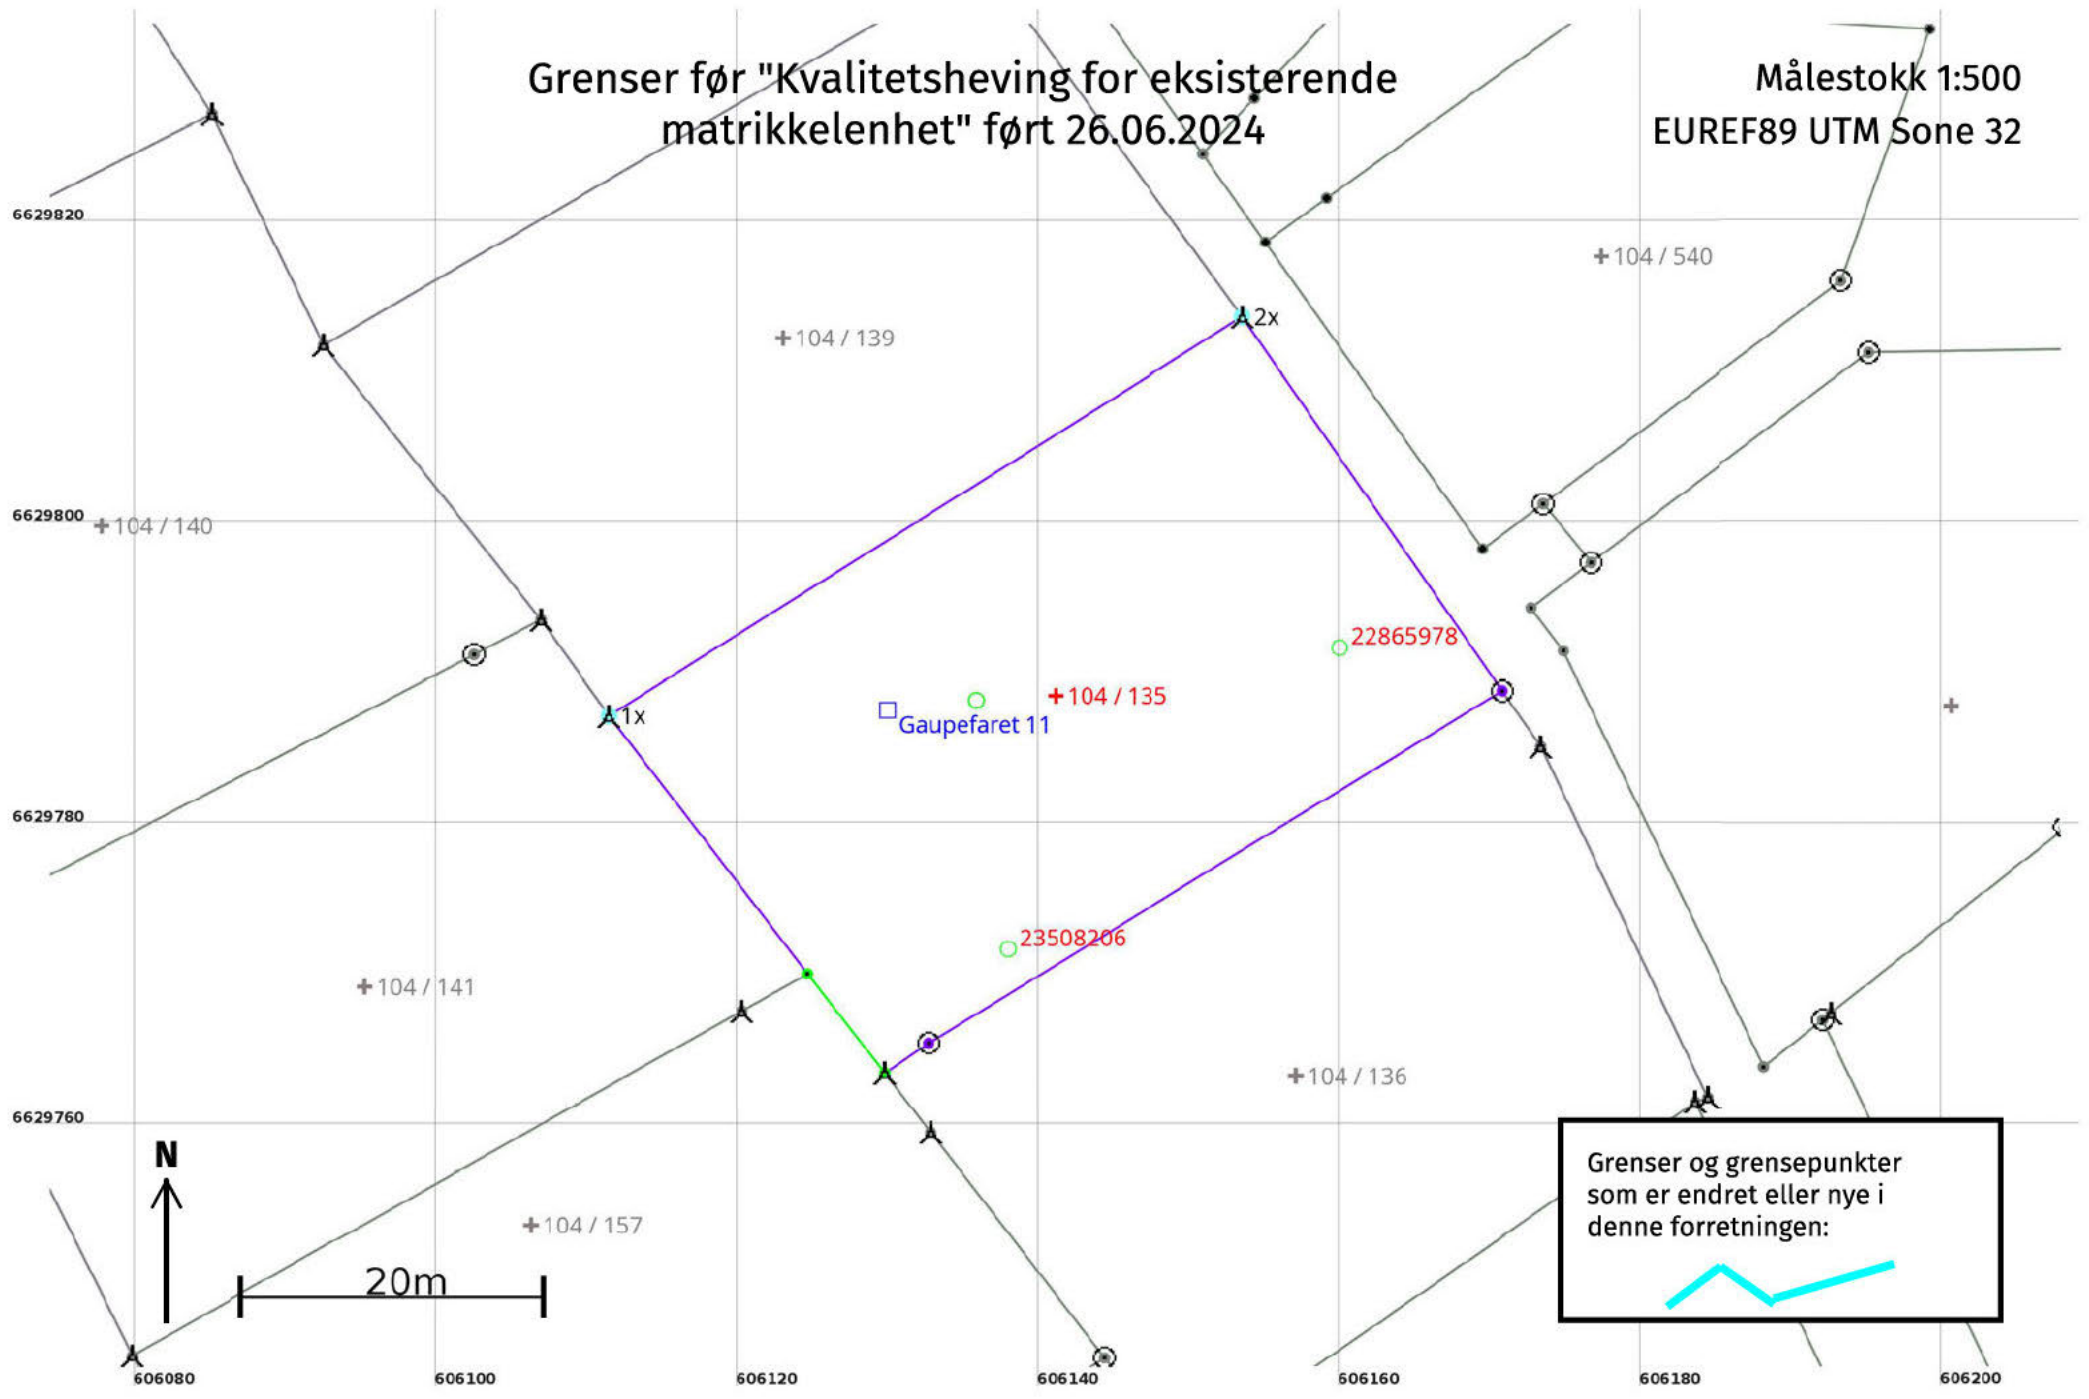 Grenser før "Kvalitetsheving for eksisterende
matrikkelenhet" ført 26.06.2024
Målestokk 1:500
EUREF89 UTM Sone 32
6629820
104 / 540
2x
104 / 139
6629800
104 / 140
22865978
104 / 135
1x
Gaupefaret 11
6629780
23508206
104 / 141
104 / 136
6629760
N
Grenser og grensepunkter
som er endret eller nye i
denne forretningen:
104 / 157
20m
606080
606100
606120
606140
606160
606180
606200